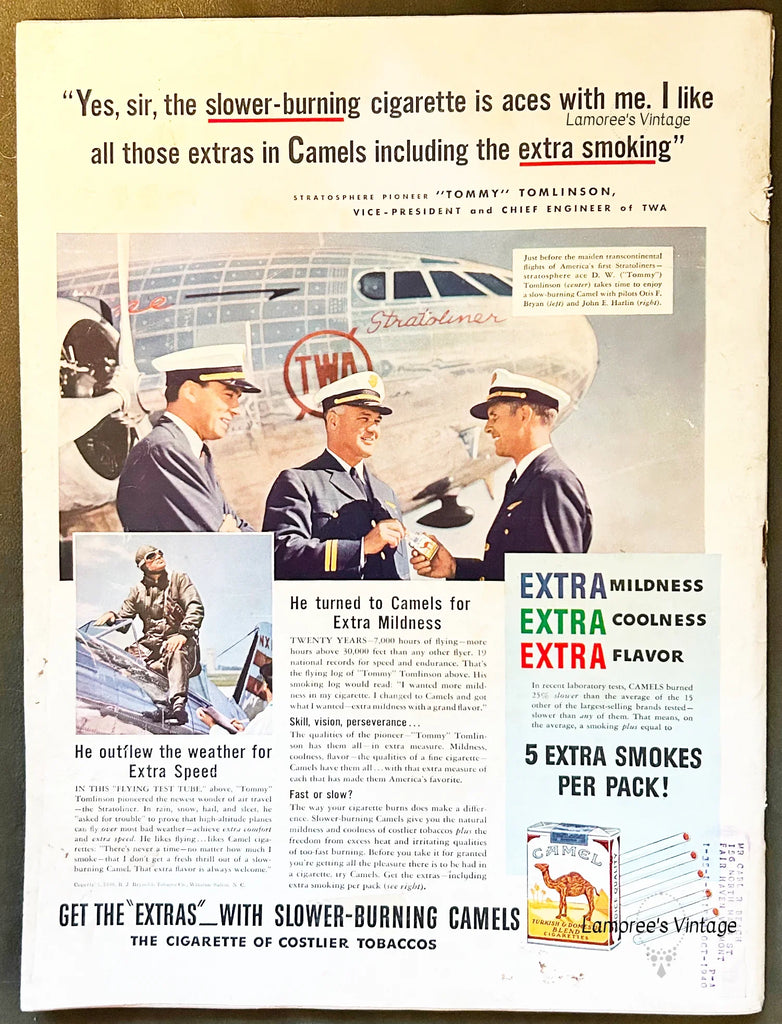 “Yes, sir, the slower-burning cigarette is aces with me. I like
Lamoree's Vintage
all those extras in Camels including the extra smoking”
STRATOSPHERE PIONEER "TOMMY" TOMLINSON,
VICE-PRESIDENT and CHIEF ENGINEER of TWA
Just before the maiden transcontinental
flights of America's first Stratoliners—
stratosphere ace D. W. ("Tommy")
Tomlinson (center) takes time to enjoy
a slow-burning Camel with pilots Otis F.
Bryan (left) and John E. Harlin (right).
Stratoliner
TWA
NX
He outflew the weather for
Extra Speed
IN THIS "FLYING TEST TUBE" above, "Tommy"
Tomlinson pioneered the newest wonder of air travel
—the Stratoliner. In rain, snow, hail, and sleet, he
"asked for trouble" to prove that high-altitude planes
can fly over most bad weather—achieve extra comfort
and extra speed. He likes flying...likes Camel ciga-
rettes: "There's never a time—no matter how much I
smoke—that I don't get a fresh thrill out of a slow-
burning Camel. That extra flavor is always welcome."
Copyright, 1940, R. J. Reynolds Tobacco Co., Winston-Salem, N. C.
He turned to Camels for
Extra Mildness
TWENTY YEARS—7,000 hours of flying—more
hours above 30,000 feet than any other flyer. 19
national records for speed and endurance. That's
the flying log of "Tommy" Tomlinson above. His
smoking log would read: "I wanted more mild-
ness in my cigarette. I changed to Camels and got
what I wanted—extra mildness with a grand flavor."
Skill, vision, perseverance...
The qualities of the pioneer—"Tommy" Tomlin-
son has them all—in extra measure. Mildness,
coolness, flavor—the qualities of a fine cigarette—
Camels have them all...with that extra measure of
each that has made them America's favorite.
Fast or slow?
The way your cigarette burns does make a differ-
ence. Slower-burning Camels give you the natural
mildness and coolness of costlier tobaccos plus the
freedom from excess heat and irritating qualities
of too-fast burning. Before you take it for granted
you're getting all the pleasure there is to be had in
a cigarette, try Camels. Get the extras—including
extra smoking per pack (see right).
EXTRA MILDNESS
EXTRA COOLNESS
EXTRA FLAVOR
In recent laboratory tests, CAMELS burned
25% slower than the average of the 15
other of the largest-selling brands tested—
slower than any of them. That means, on
the average, a smoking plus equal to
5 EXTRA SMOKES
PER PACK!
CAMEL
TURKISH & DOMESTIC
BLEND
CIGARETTES
Lamoree's Vintage
GET THE "EXTRAS"—WITH SLOWER-BURNING CAMELS
THE CIGARETTE OF COSTLIER TOBACCOS